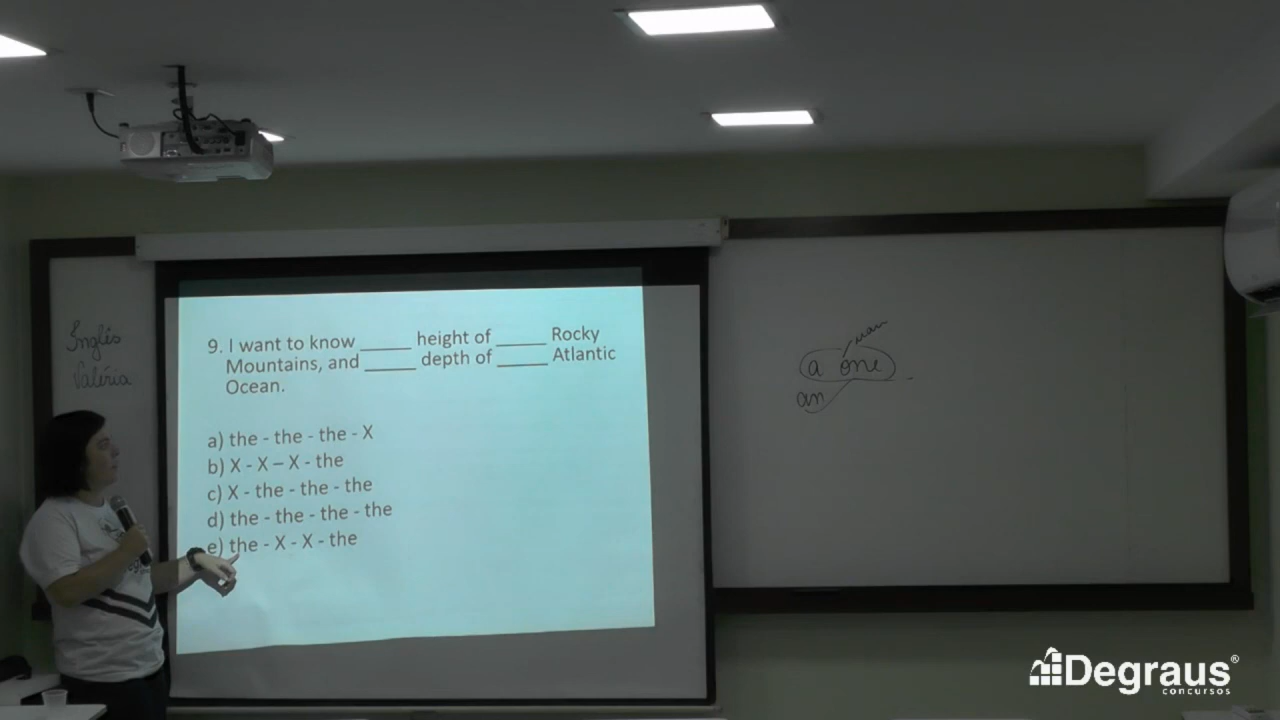 Inglês
Valéria
9. I want to know _____ height of _____ Rocky
Mountains, and _____ depth of _____ Atlantic
Ocean.
a) the - the - the - X
b) X - X – X - the
c) X - the - the - the
d) the - the - the - the
e) the - X - X - the
a one
an
Degraus®
concursos